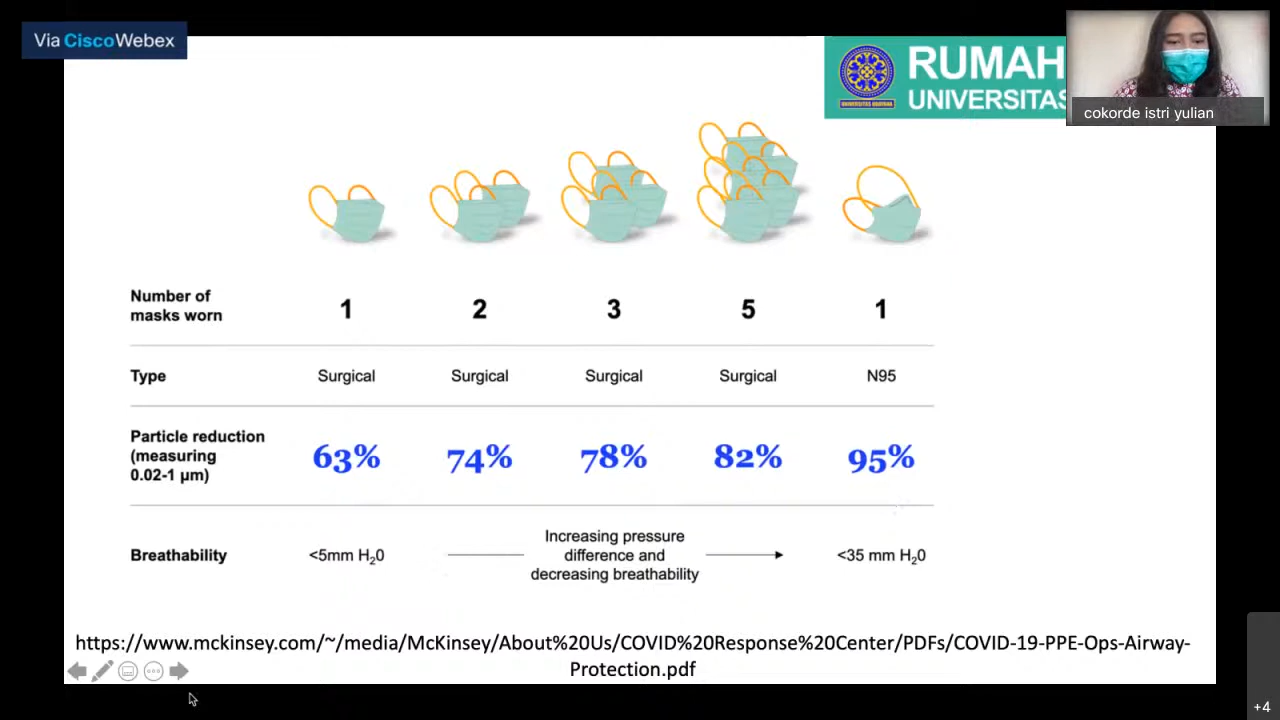 Via CiscoWebex
RUMAH
UNIVERSITAS
cokorde istri yulian
Number of
masks worn
1 2 3 5 1
Type Surgical Surgical Surgical Surgical N95
Particle reduction
(measuring
0.02-1 µm)
63% 74% 78% 82% 95%
Breathability <5mm H₂0
Increasing pressure
difference and
decreasing breathability
<35 mm H₂0
https://www.mckinsey.com/~/media/McKinsey/About%20Us/COVID%20Response%20Center/PDFs/COVID-19-PPE-Ops-Airway-
Protection.pdf
+4